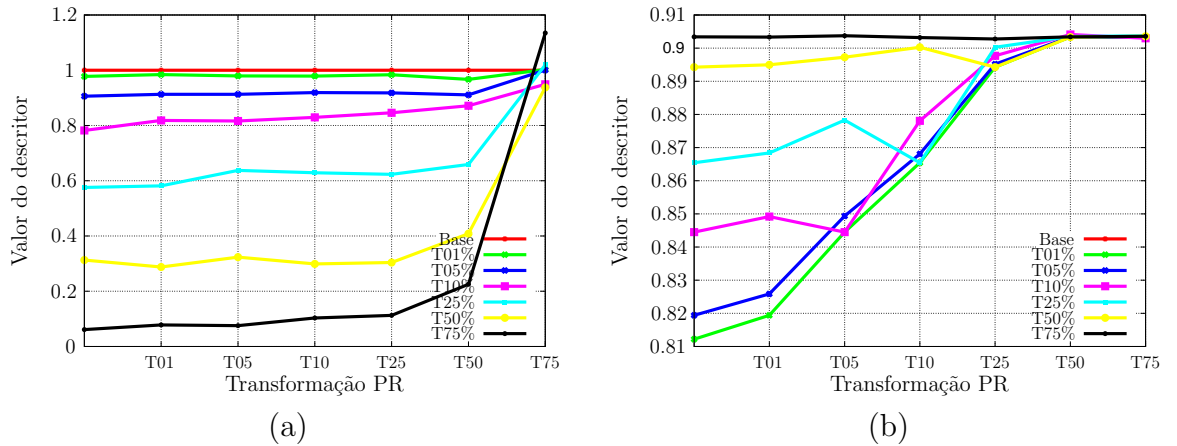 1.2
1
0.8
0.6
0.4
0.2
0
Valor do descritor
Base
T01%
T05%
T10%
T25%
T50%
T75%
T01 T05 T10 T25 T50 T75
Transformação PR
(a)
0.91
0.9
0.89
0.88
0.87
0.86
0.85
0.84
0.83
0.82
0.81
Valor do descritor
Base
T01%
T05%
T10%
T25%
T50%
T75%
T01 T05 T10 T25 T50 T75
Transformação PR
(b)